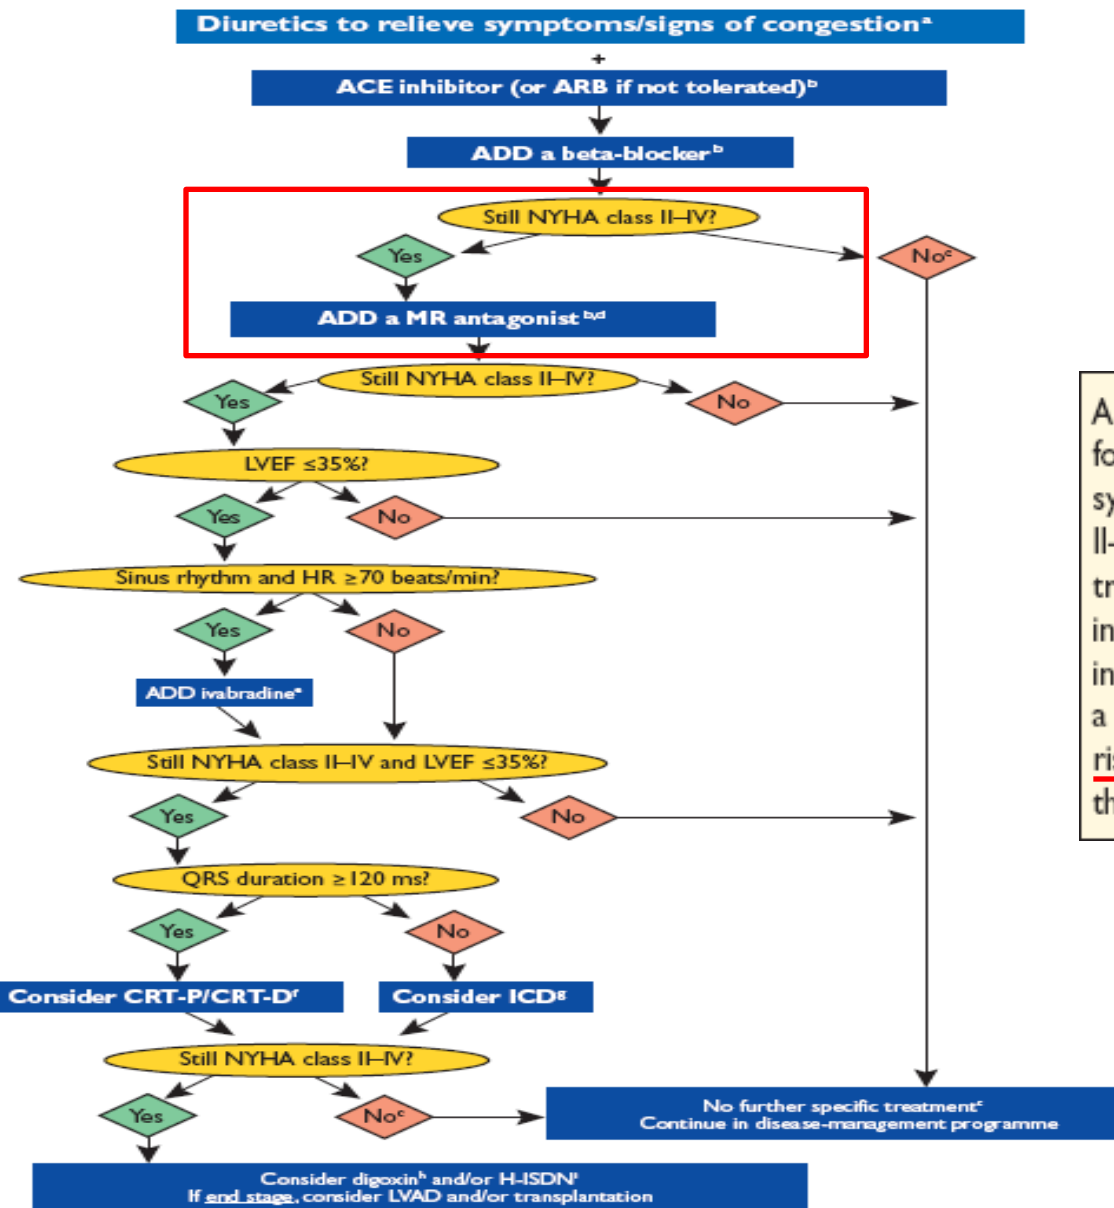 Diuretics to relieve symptoms/signs of congestionᵃ
+
ACE inhibitor (or ARB if not tolerated)ᵇ
ADD a beta-blockerᵇ
Still NYHA class II–IV?
Yes
Noᶜ
ADD a MR antagonistᵇ,ᵈ
Still NYHA class II–IV?
Yes
No
LVEF ≤35%?
Yes
No
Sinus rhythm and HR ≥70 beats/min?
Yes
No
ADD ivabradineᵉ
Still NYHA class II–IV and LVEF ≤35%?
Yes
No
QRS duration ≥120 ms?
Yes
No
Consider CRT-P/CRT-Dᶠ
Consider ICDᵍ
Still NYHA class II–IV?
Yes
Noᶜ
No further specific treatmentᶜ
Continue in disease-management programme
Consider digoxinʰ and/or H-ISDNⁱ
If end stage, consider LVAD and/or transplantation
A
fo
sy
II-
tr
in
in
a
ris
th